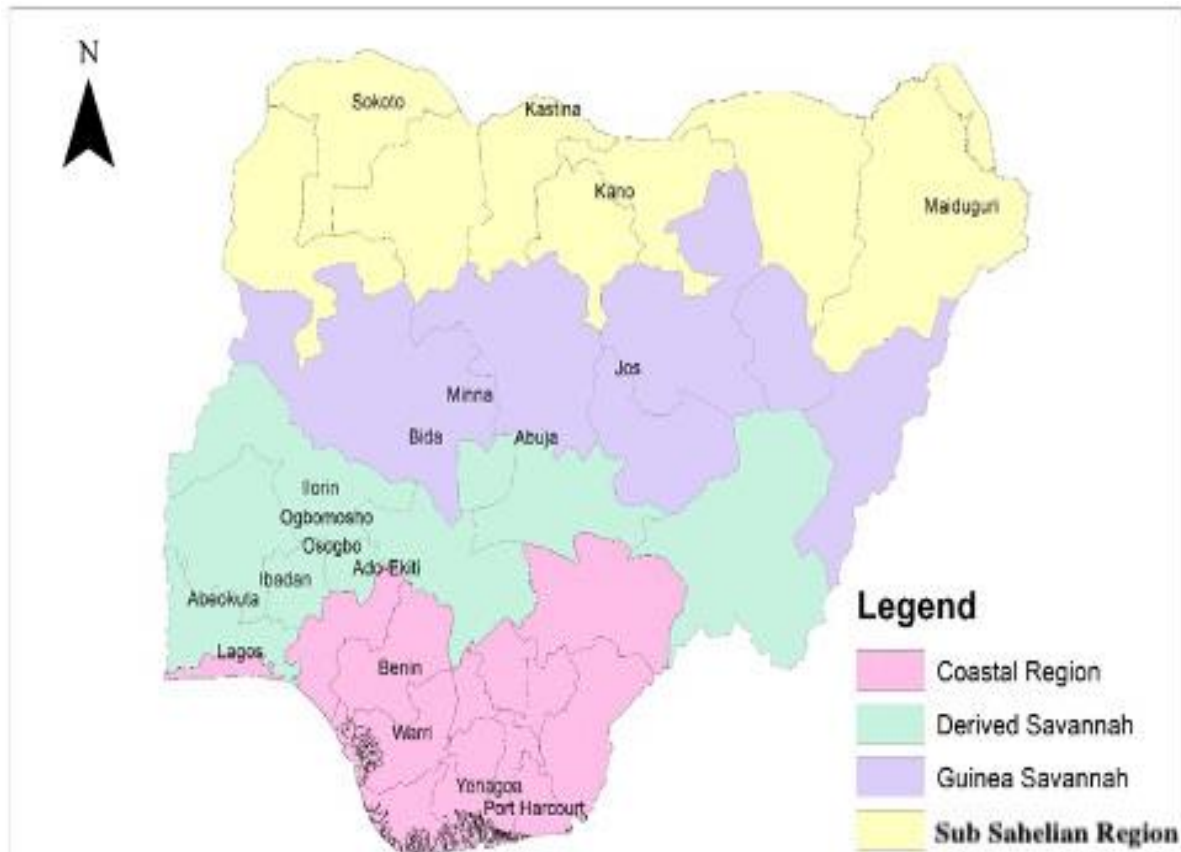 N
Sokoto
Kastina
Kano
Maiduguri
Jos
Minna
Bida
Abuja
Ilorin
Ogbomosho
Osogbo
Ado-Ekiti
Ibadan
Abeokuta
Lagos
Benin
Warri
Yenagoa
Port Harcourt
Legend
Coastal Region
Derived Savannah
Guinea Savannah
Sub Sahelian Region